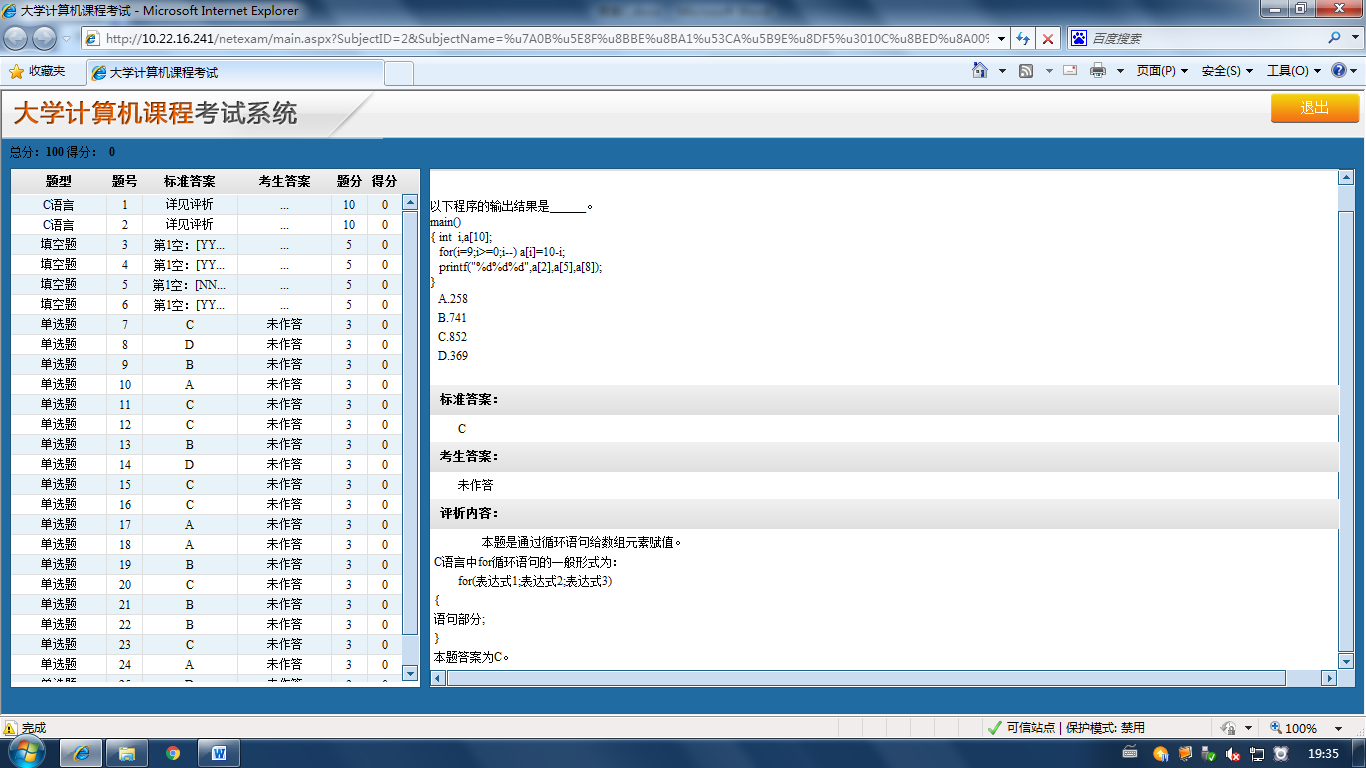 大学计算机课程考试 - Microsoft Internet Explorer
http://10.22.16.241/netexam/main.aspx?SubjectID=2&SubjectName=%u7A0B%u5E8F%u8BBE%u8BA1%u53CA%u5B9E%u8DF5%u3010C%u8BED%u8A00%
百度搜索
收藏夹
大学计算机课程考试
页面(P)
安全(S)
工具(O)
大学计算机课程考试系统
退出
总分：100 得分： 0
题型 题号 标准答案 考生答案 题分 得分
C语言 1 详见评析 ... 10 0
C语言 2 详见评析 ... 10 0
填空题 3 第1空：[YY... ... 5 0
填空题 4 第1空：[YY... ... 5 0
填空题 5 第1空：[NN... ... 5 0
填空题 6 第1空：[YY... ... 5 0
单选题 7 C 未作答 3 0
单选题 8 D 未作答 3 0
单选题 9 B 未作答 3 0
单选题 10 A 未作答 3 0
单选题 11 C 未作答 3 0
单选题 12 C 未作答 3 0
单选题 13 B 未作答 3 0
单选题 14 D 未作答 3 0
单选题 15 C 未作答 3 0
单选题 16 C 未作答 3 0
单选题 17 A 未作答 3 0
单选题 18 A 未作答 3 0
单选题 19 B 未作答 3 0
单选题 20 C 未作答 3 0
单选题 21 B 未作答 3 0
单选题 22 B 未作答 3 0
单选题 23 C 未作答 3 0
单选题 24 A 未作答 3 0
以下程序的输出结果是______。
main()
{ int i,a[10];
for(i=9;i>=0;i--) a[i]=10-i;
printf("%d%d%d",a[2],a[5],a[8]);
}
A.258
B.741
C.852
D.369
标准答案：
C
考生答案：
未作答
评析内容：
本题是通过循环语句给数组元素赋值。
C语言中for循环语句的一般形式为：
for(表达式1;表达式2;表达式3)
{
语句部分;
}
本题答案为C。
完成
可信站点 | 保护模式: 禁用
100%
19:35